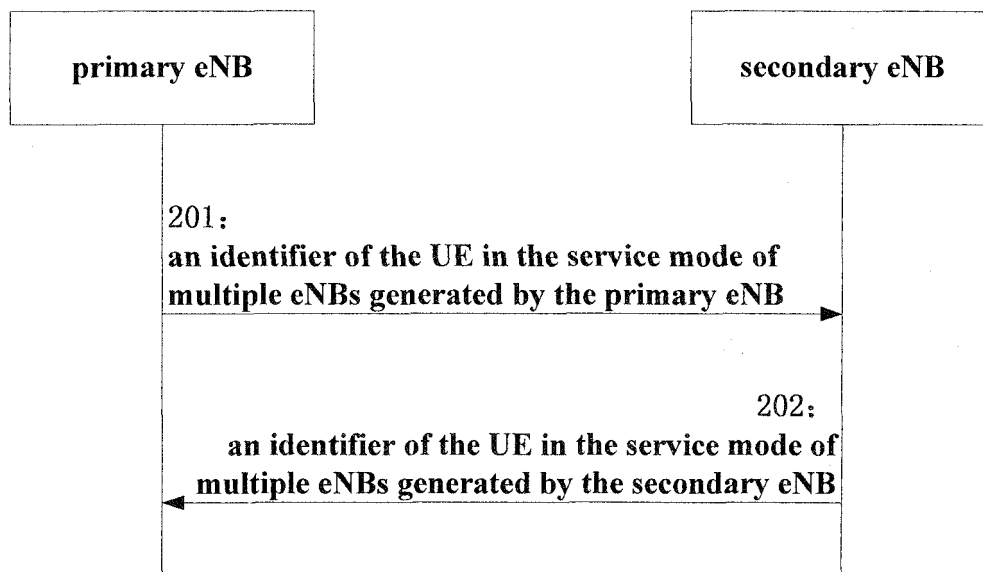 primary eNB
secondary eNB
201:
an identifier of the UE in the service mode of
multiple eNBs generated by the primary eNB
202:
an identifier of the UE in the service mode of
multiple eNBs generated by the secondary eNB